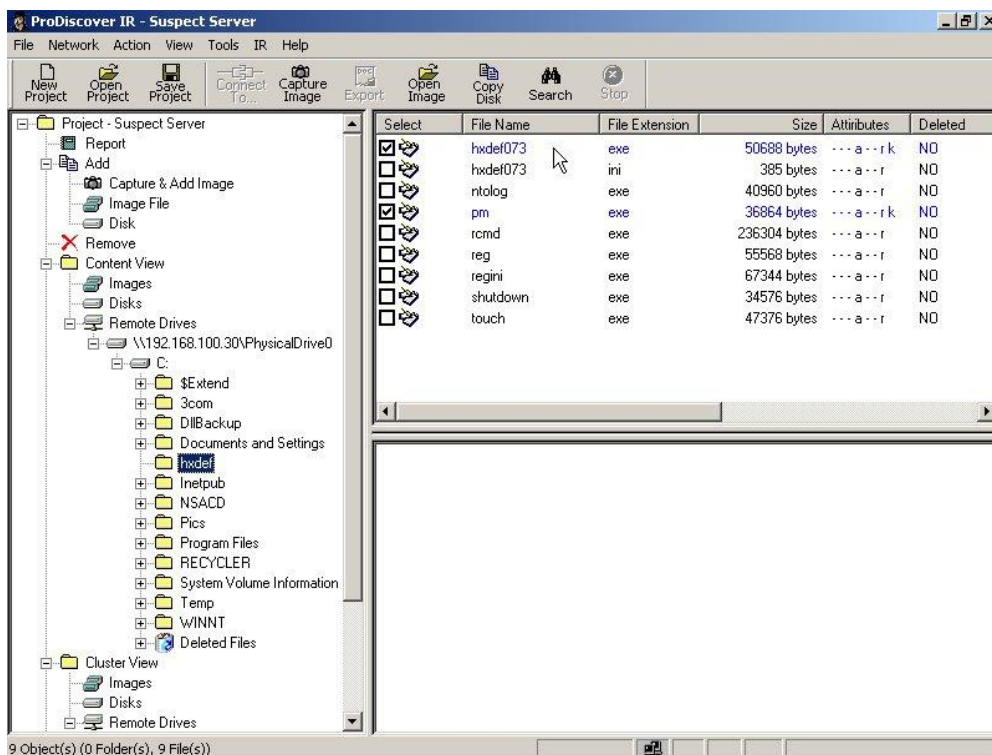 ProDiscover IR - Suspect Server
File Network Action View Tools IR Help
New Project Open Project Save Project Connect To... Capture Image Export Open Image Copy Disk Search Stop
Project - Suspect Server
Report
Add
Capture & Add Image
Image File
Disk
Remove
Content View
Images
Disks
Remote Drives
\\192.168.100.30\PhysicalDrive0
C:
$Extend
3com
DllBackup
Documents and Settings
hxdef
Inetpub
NSACD
Pics
Program Files
RECYCLER
System Volume Information
Temp
WINNT
Deleted Files
Cluster View
Images
Disks
Remote Drives
Select File Name File Extension Size Attiributes Deleted
hxdef073 exe 50688 bytes - - - a - - r k NO
hxdef073 ini 385 bytes - - - a - - r NO
ntolog exe 40960 bytes - - - a - - r NO
pm exe 36864 bytes - - - a - - r k NO
rcmd exe 236304 bytes - - - a - - r NO
reg exe 55568 bytes - - - a - - r NO
regini exe 67344 bytes - - - a - - r NO
shutdown exe 34576 bytes - - - a - - r NO
touch exe 47376 bytes - - - a - - r NO
9 Object(s) (0 Folder(s), 9 File(s))